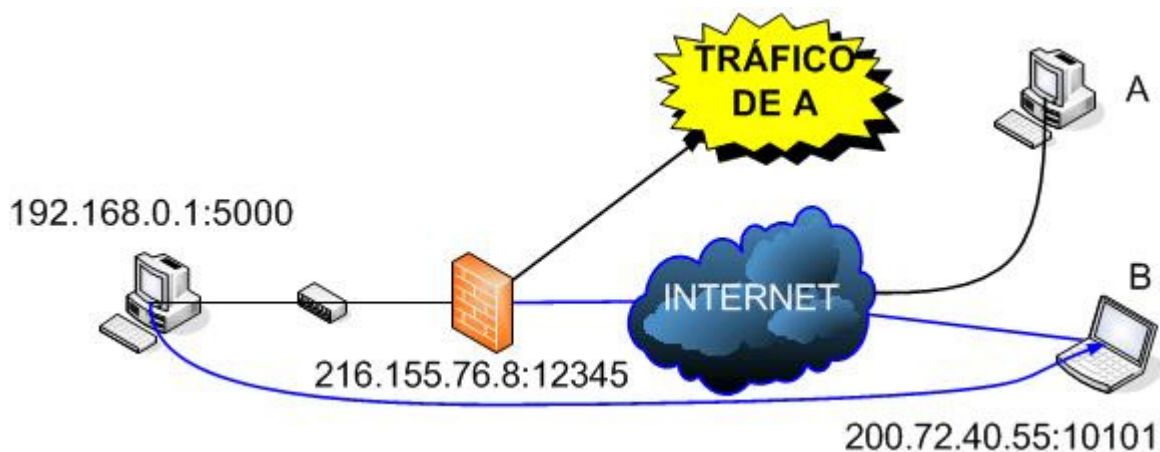 TRÁFICO
DE A
A
192.168.0.1:5000
INTERNET
B
216.155.76.8:12345
200.72.40.55:10101